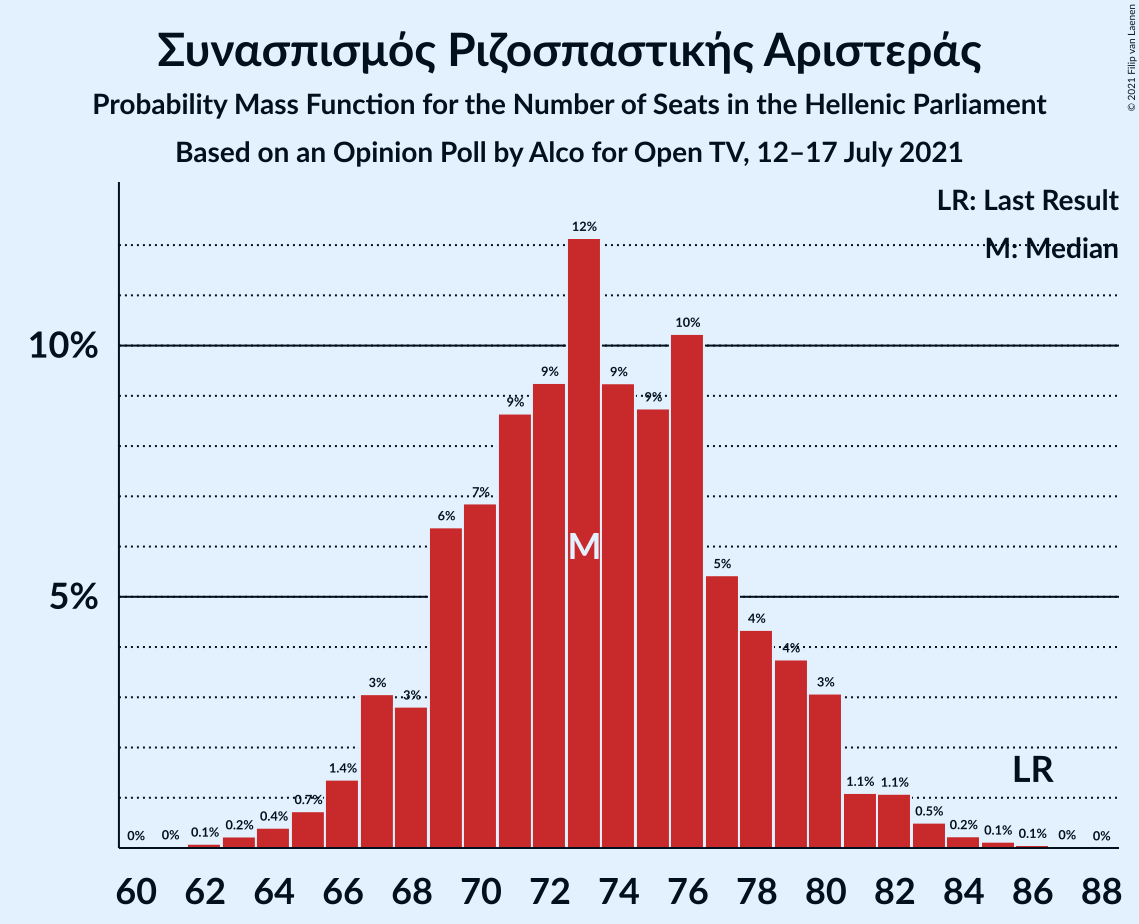 Συνασπισμός Ριζοσπαστικής Αριστεράς
Probability Mass Function for the Number of Seats in the Hellenic Parliament
Based on an Opinion Poll by Alco for Open TV, 12–17 July 2021
© 2021 Filip van Laenen
LR: Last Result
M: Median
10%
5%
0% 0% 0.1% 0.2% 0.4% 0.7% 1.4% 3% 3% 6% 7% 9% 9% 12% 9% 9% 10% 5% 4% 4% 3% 1.1% 1.1% 0.5% 0.2% 0.1% 0.1% 0% 0%
M
LR
60 62 64 66 68 70 72 74 76 78 80 82 84 86 88